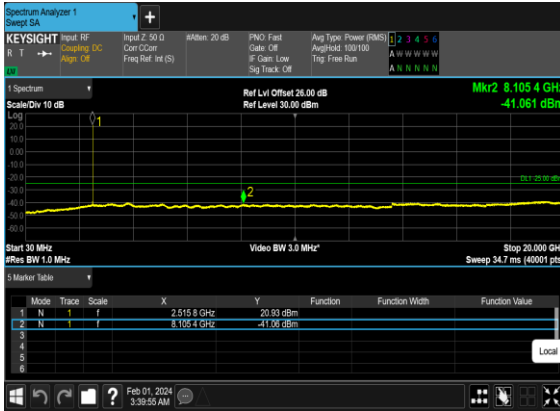 Spectrum Analyzer 1
Swept SA
+
KEYSIGHT Input: RF Input Z: 50 Ω #Atten: 20 dB PNO: Fast Avg Type: Power (RMS) 1 2 3 4 5 6
R T Coupling: DC Corr CCorr Gate: Off Avg|Hold: 100/100 A W W W W W
Align: Off Freq Ref: Int (S) IF Gain: Low Trig: Free Run
Sig Track: Off A N N N N N
1 Spectrum
Ref Lvl Offset 26.00 dB Mkr2 8.105 4 GHz
Scale/Div 10 dB Ref Level 30.00 dBm -41.061 dBm
Log
20.0
10.0
0.00
-10.0
-20.0
-30.0
-40.0
-50.0
-60.0
1
2
Start 30 MHz Video BW 3.0 MHz* Stop 20.000 GH
#Res BW 1.0 MHz Sweep 34.7 ms (40001 pts
5 Marker Table
Mode Trace Scale X Y Function Function Width Function Value
1 N 1 f 2.515 8 GHz 20.93 dBm
2 N 1 f 8.105 4 GHz -41.06 dBm
3
4
5
6
Local
?
Feb 01, 2024
3:39:55 AM